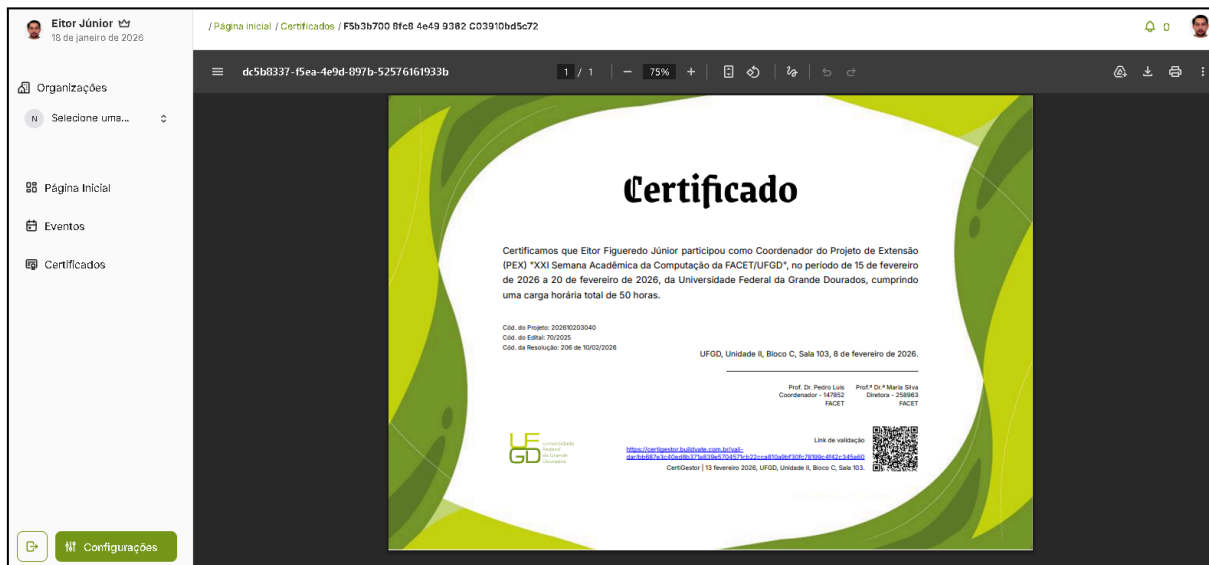 Eitor Júnior
18 de janeiro de 2026
/ Página inicial / Certificados / F5b3b700 8fc8 4e49 9362 C03910bd5c72
0
Organizações
N Selecione uma...
Página Inicial
Eventos
Certificados
Configurações
dc5b8337-f5ea-4e9d-897b-52576161933b
1 / 1
75%
Certificado
Certificamos que Eitor Figueredo Júnior participou como Coordenador do Projeto de Extensão
(PEX) "XXI Semana Acadêmica da Computação da FACET/UFGD", no período de 15 de fevereiro
de 2026 a 20 de fevereiro de 2026, da Universidade Federal da Grande Dourados, cumprindo
uma carga horária total de 50 horas.
Cód. do Projeto: 202610203040
Cód. do Edital: 70/2025
Cód. da Resolução: 206 de 10/02/2026
UFGD, Unidade II, Bloco C, Sala 103, 8 de fevereiro de 2026.
Prof. Dr. Pedro Luis
Coordenador - 147852
FACET
Prof.ª Dr.ª Maria Silva
Diretora - 258963
FACET
UFGD
Universidade
Federal
da Grande
Dourados
Link de validação
https://certigestor.buildvate.com.br/vali-
CertiGestor | 13 fevereiro 2026, UFGD, Unidade II, Bloco C, Sala 103.